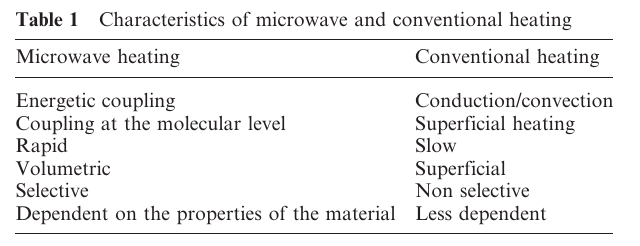 Table 1 Characteristics of microwave and conventional heating
Microwave heating Conventional heating
Energetic coupling Conduction/convection
Coupling at the molecular level Superficial heating
Rapid Slow
Volumetric Superficial
Selective Non selective
Dependent on the properties of the material Less dependent